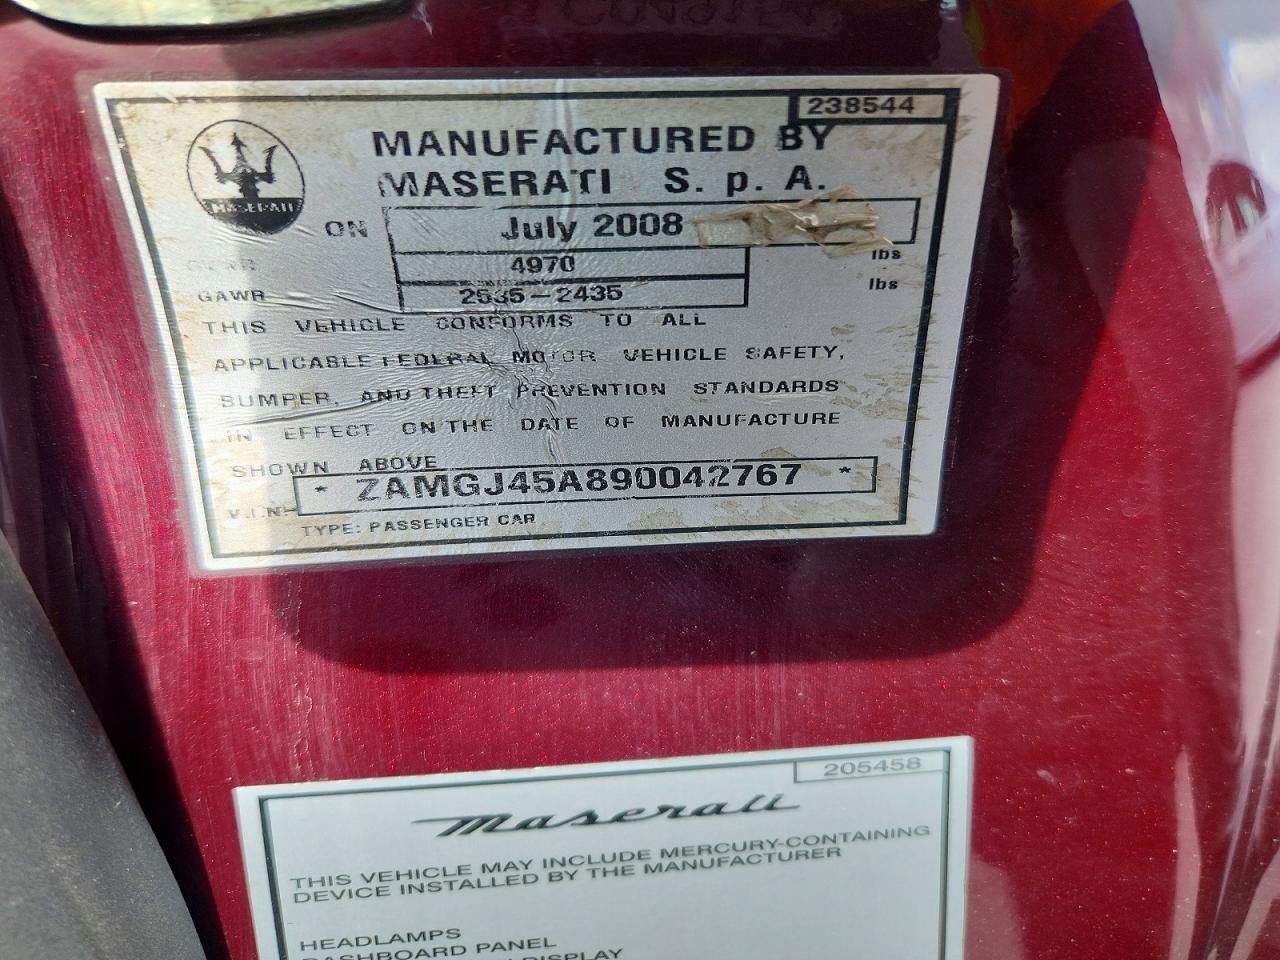 238544
MANUFACTURED BY
MASERATI S. p. A.
MASERATI
ON July 2008
GVWR 4970 lbs
GAWR 2535-2435 lbs
THIS VEHICLE CONFORMS TO ALL
APPLICABLE FEDERAL MOTOR VEHICLE SAFETY,
BUMPER, AND THEFT PREVENTION STANDARDS
IN EFFECT ON THE DATE OF MANUFACTURE
SHOWN ABOVE
V.I.N. * ZAMGJ45A890042767 *
TYPE: PASSENGER CAR
205458
Maserati
THIS VEHICLE MAY INCLUDE MERCURY-CONTAINING
DEVICE INSTALLED BY THE MANUFACTURER
HEADLAMPS
DASHBOARD PANEL
DISPLAY